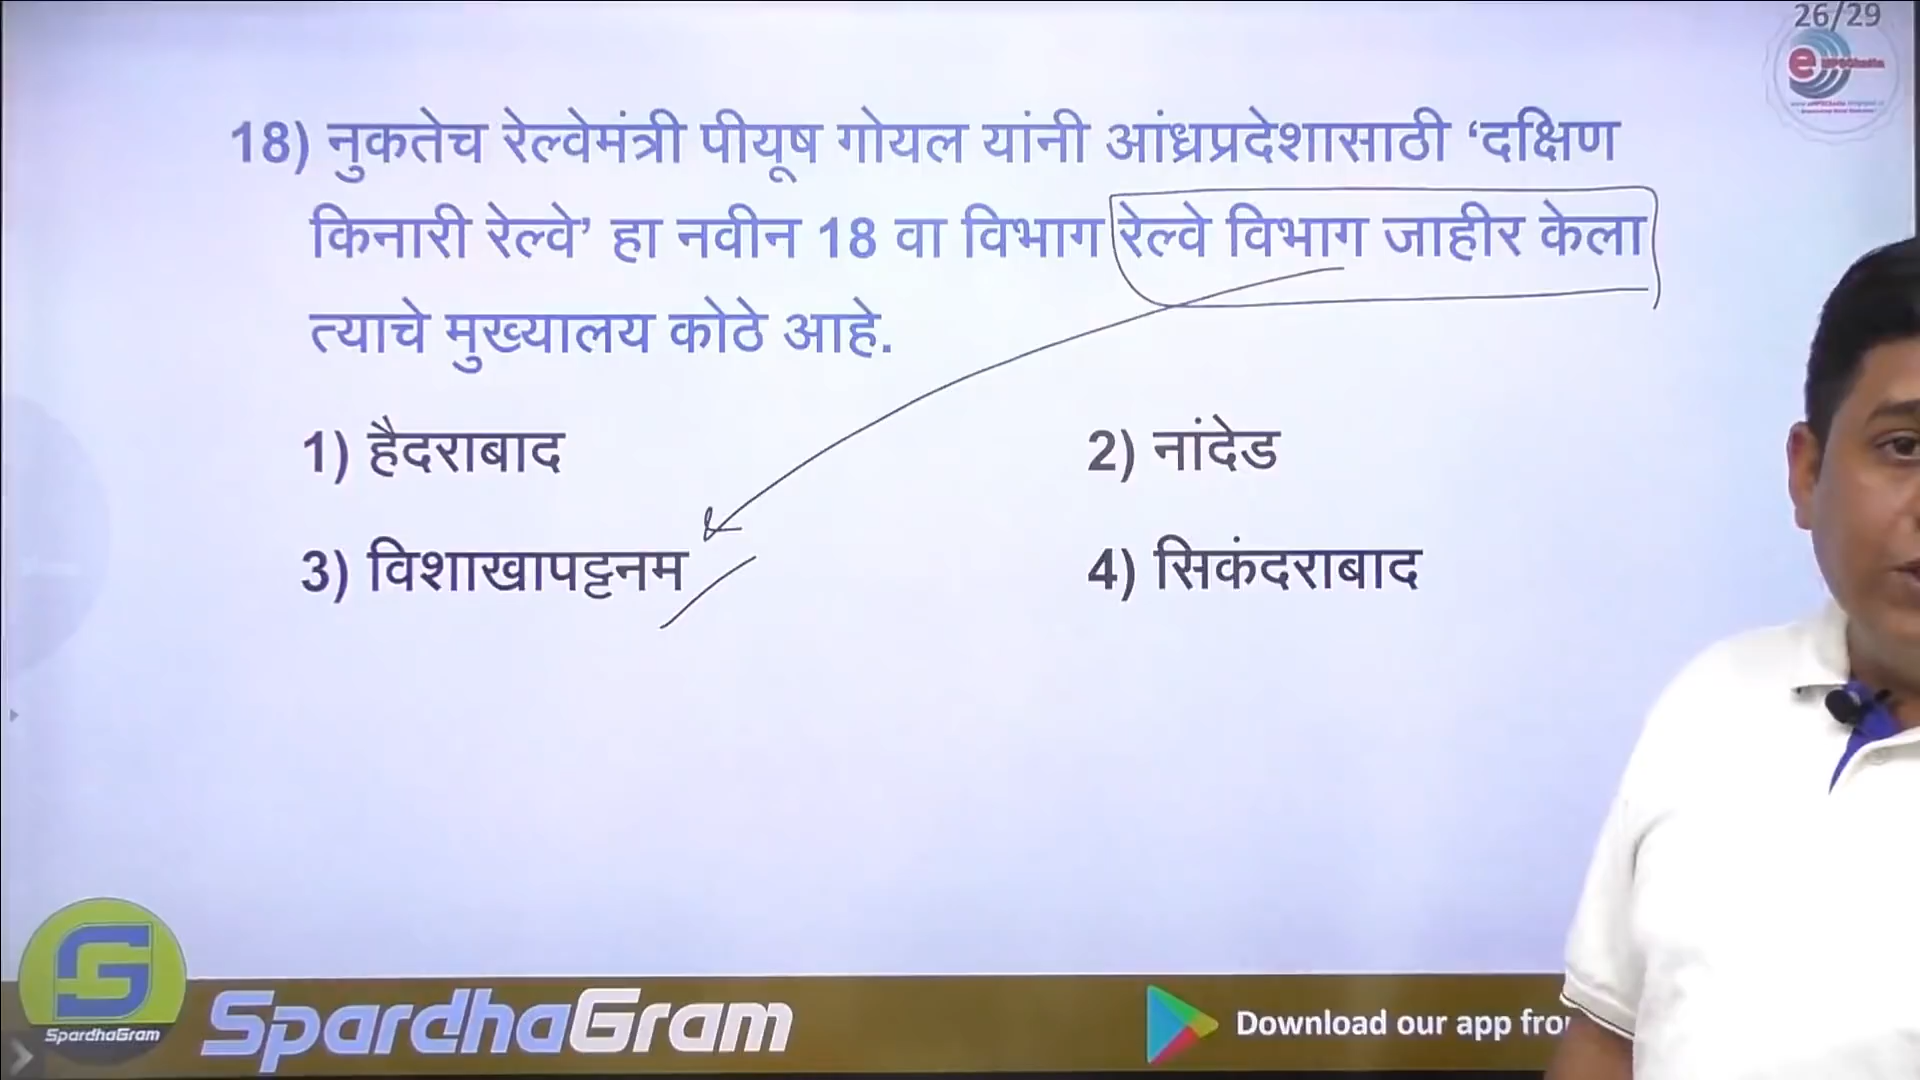 26/29
e
18) नुकतेच रेल्वेमंत्री पीयूष गोयल यांनी आंध्रप्रदेशासाठी ‘दक्षिण
किनारी रेल्वे’ हा नवीन 18 वा विभाग रेल्वे विभाग जाहीर केला
त्याचे मुख्यालय कोठे आहे.
1) हैदराबाद
2) नांदेड
3) विशाखापट्टनम
4) सिकंदराबाद
SpardhaGram
SpardhaGram
Download our app fro